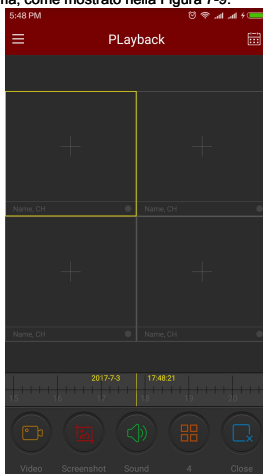 na, come mostrato nella Figura 7-9.
5:48 PM
PLayback
Name, CH
Name, CH
Name, CH
Name, CH
2017-7-3 17:48:21
15 16 17 18 19 20
Video Screenshot Sound 4 Close